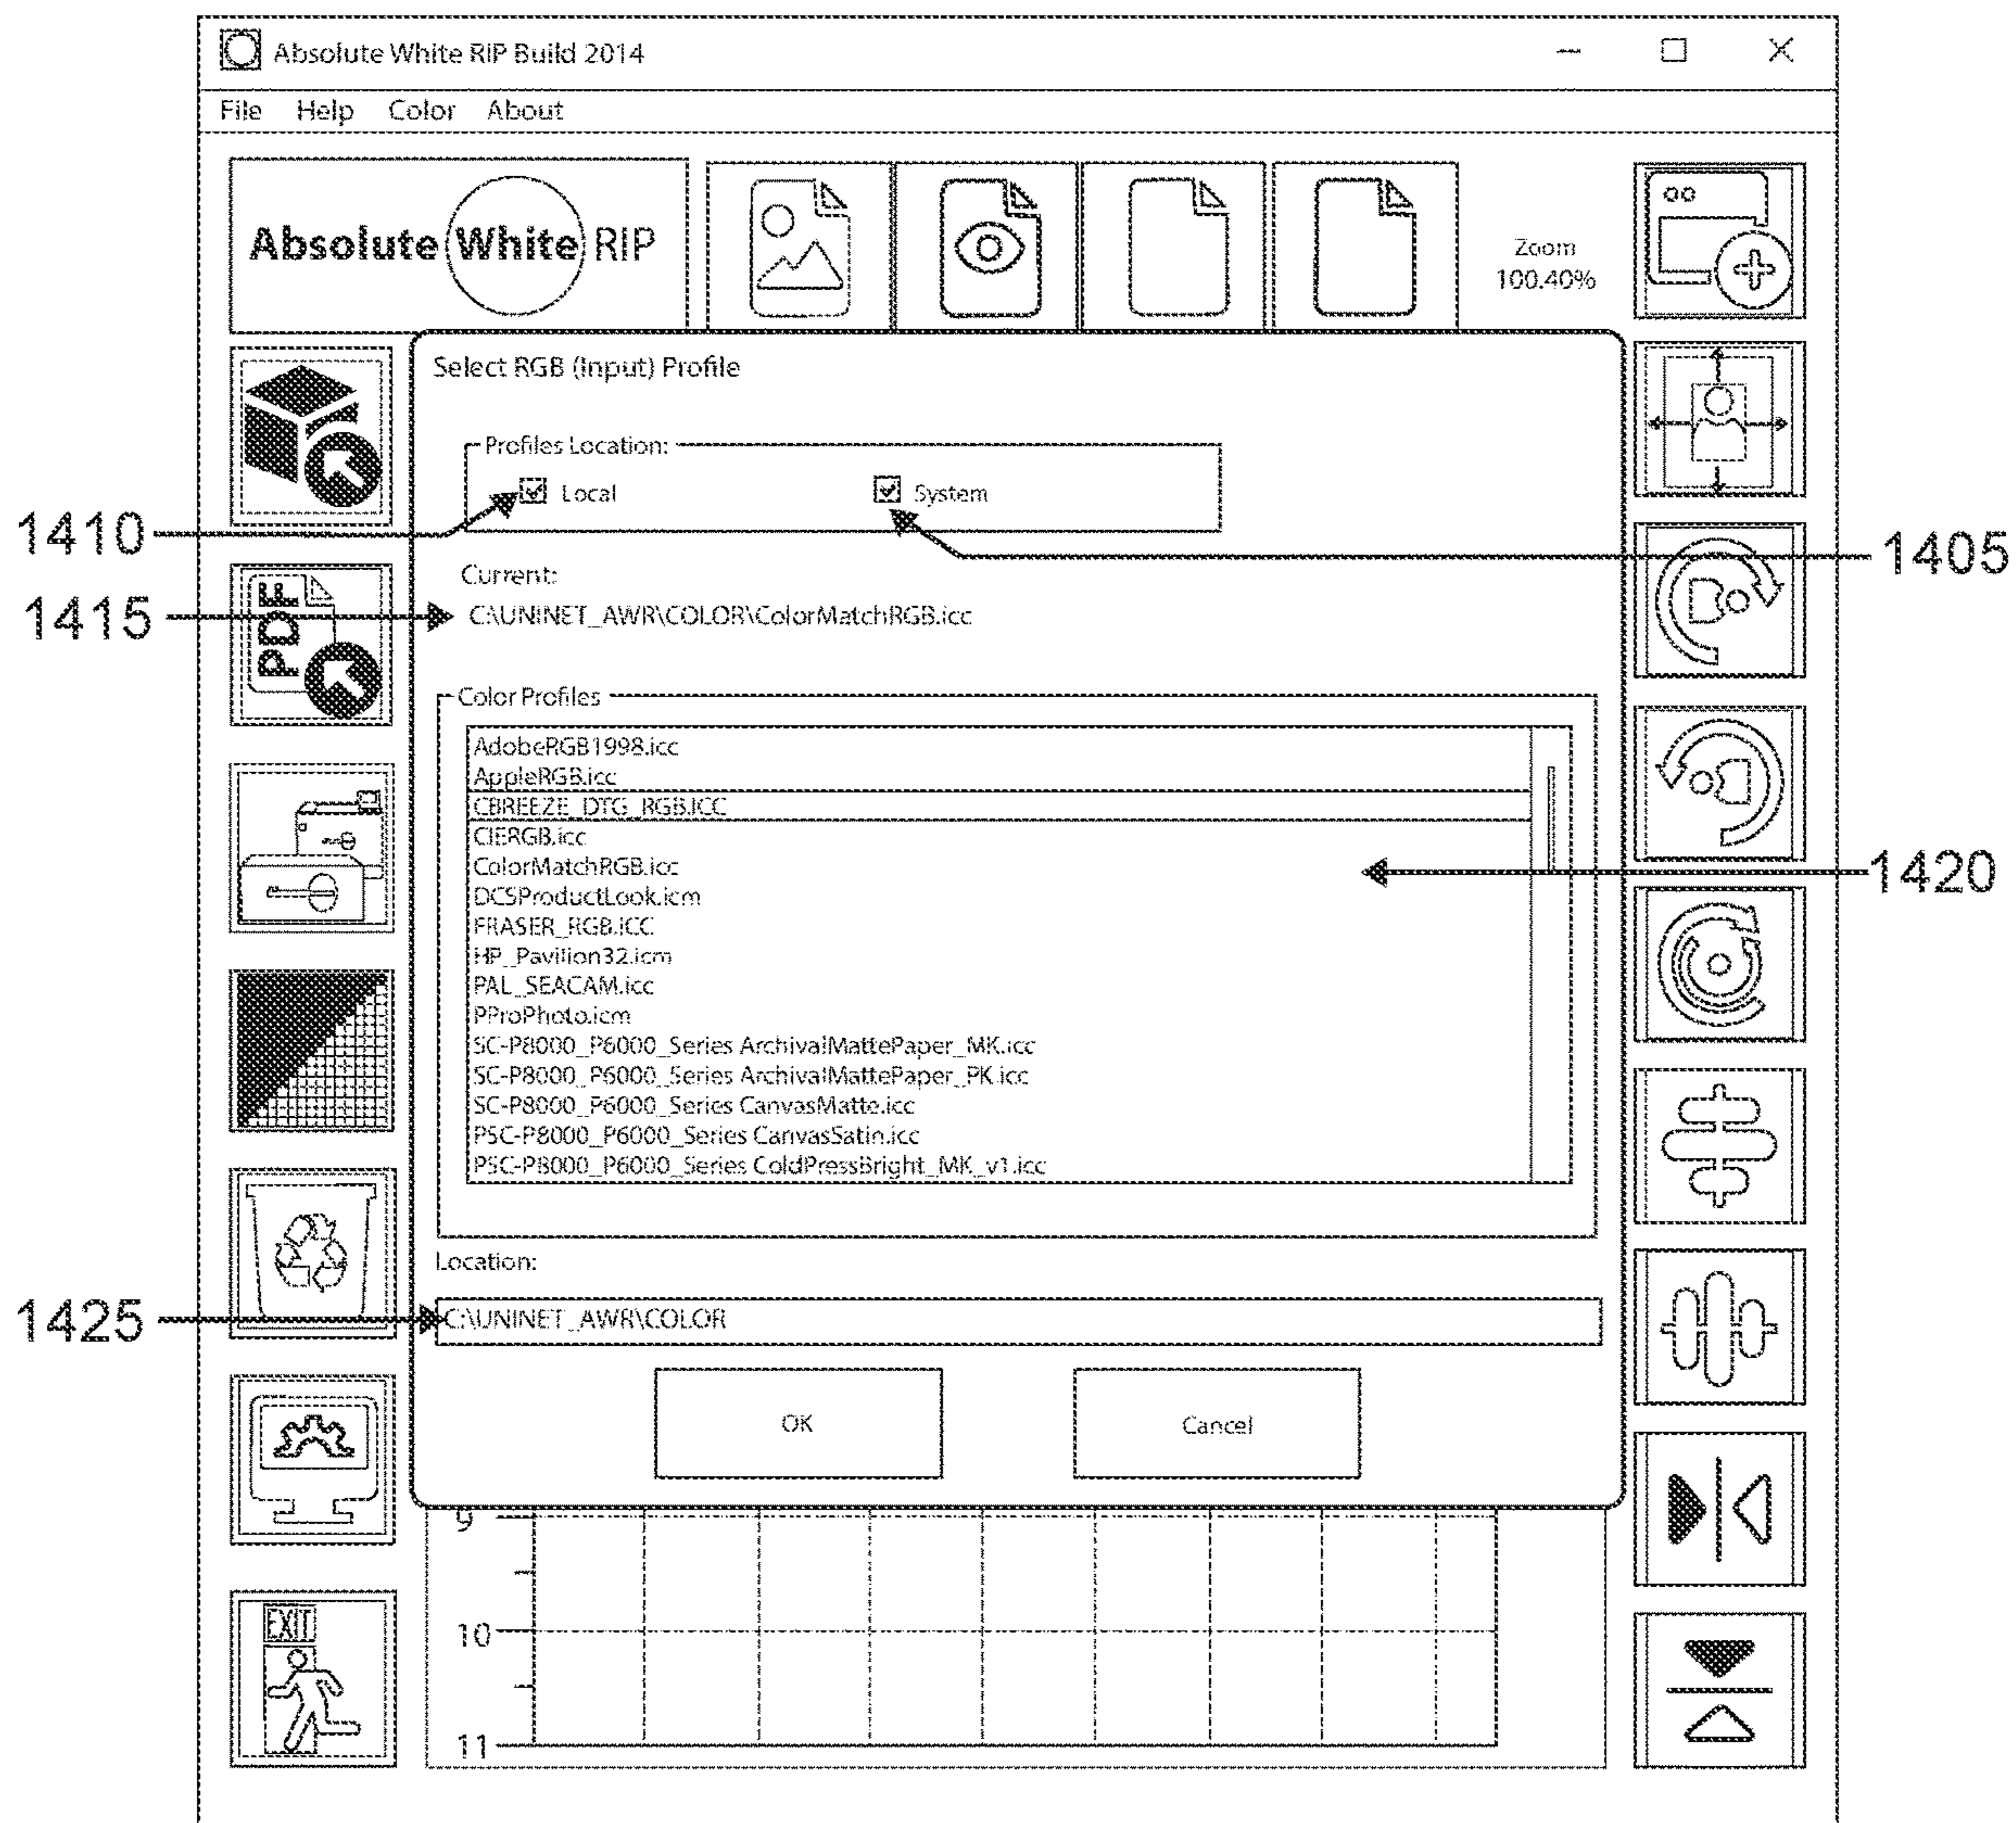 Absolute White RIP Build 2014
File Help Color About
Absolute White RIP
Zoom
100.40%
Select RGB (Input) Profile
Profiles Location:
Local System
1410
1405
Current:
1415
C:\UNINET_AWR\COLOR\ColorMatchRGB.icc
PDF
Color Profiles
AdobeRGB1998.icc
AppleRGB.icc
CBREEZE_DTG_RGB.ICC
CIERGB.icc
ColorMatchRGB.icc
1420
DCSProductLook.icm
FRASER_RGB.ICC
HP_Pavilion32.icm
PAL_SEACAM.icc
PProPhoto.icm
SC-P8000_P6000_Series ArchivalMattePaper_MK.icc
SC-P8000_P6000_Series ArchivalMattePaper_PK.icc
SC-P8000_P6000_Series CanvasMatte.icc
PSC-P8000_P6000_Series CanvasSatin.icc
PSC-P8000_P6000_Series ColdPressBright_MK_v1.icc
Location:
1425
C:\UNINET_AWR\COLOR
OK Cancel
9
10
EXIT
11